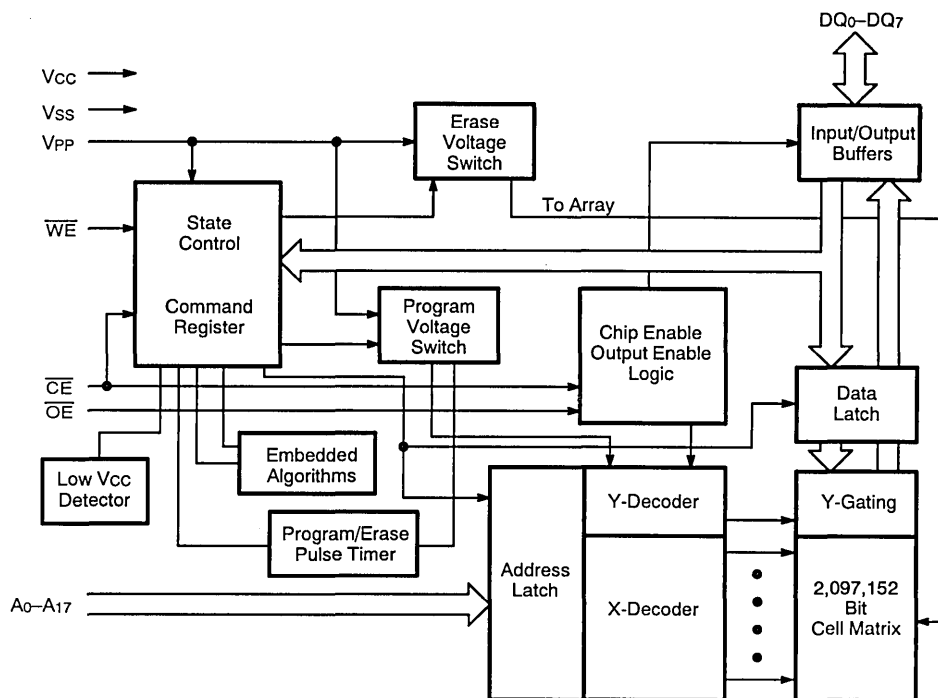 DQ0–DQ7
VCC
VSS
VPP
Erase
Voltage
Switch
Input/Output
Buffers
To Array
WE
State
Control
Command
Register
Program
Voltage
Switch
Chip Enable
Output Enable
Logic
CE
OE
Data
Latch
Low VCC
Detector
Embedded
Algorithms
Program/Erase
Pulse Timer
Address
Latch
Y-Decoder
Y-Gating
X-Decoder
2,097,152
Bit
Cell Matrix
A0–A17